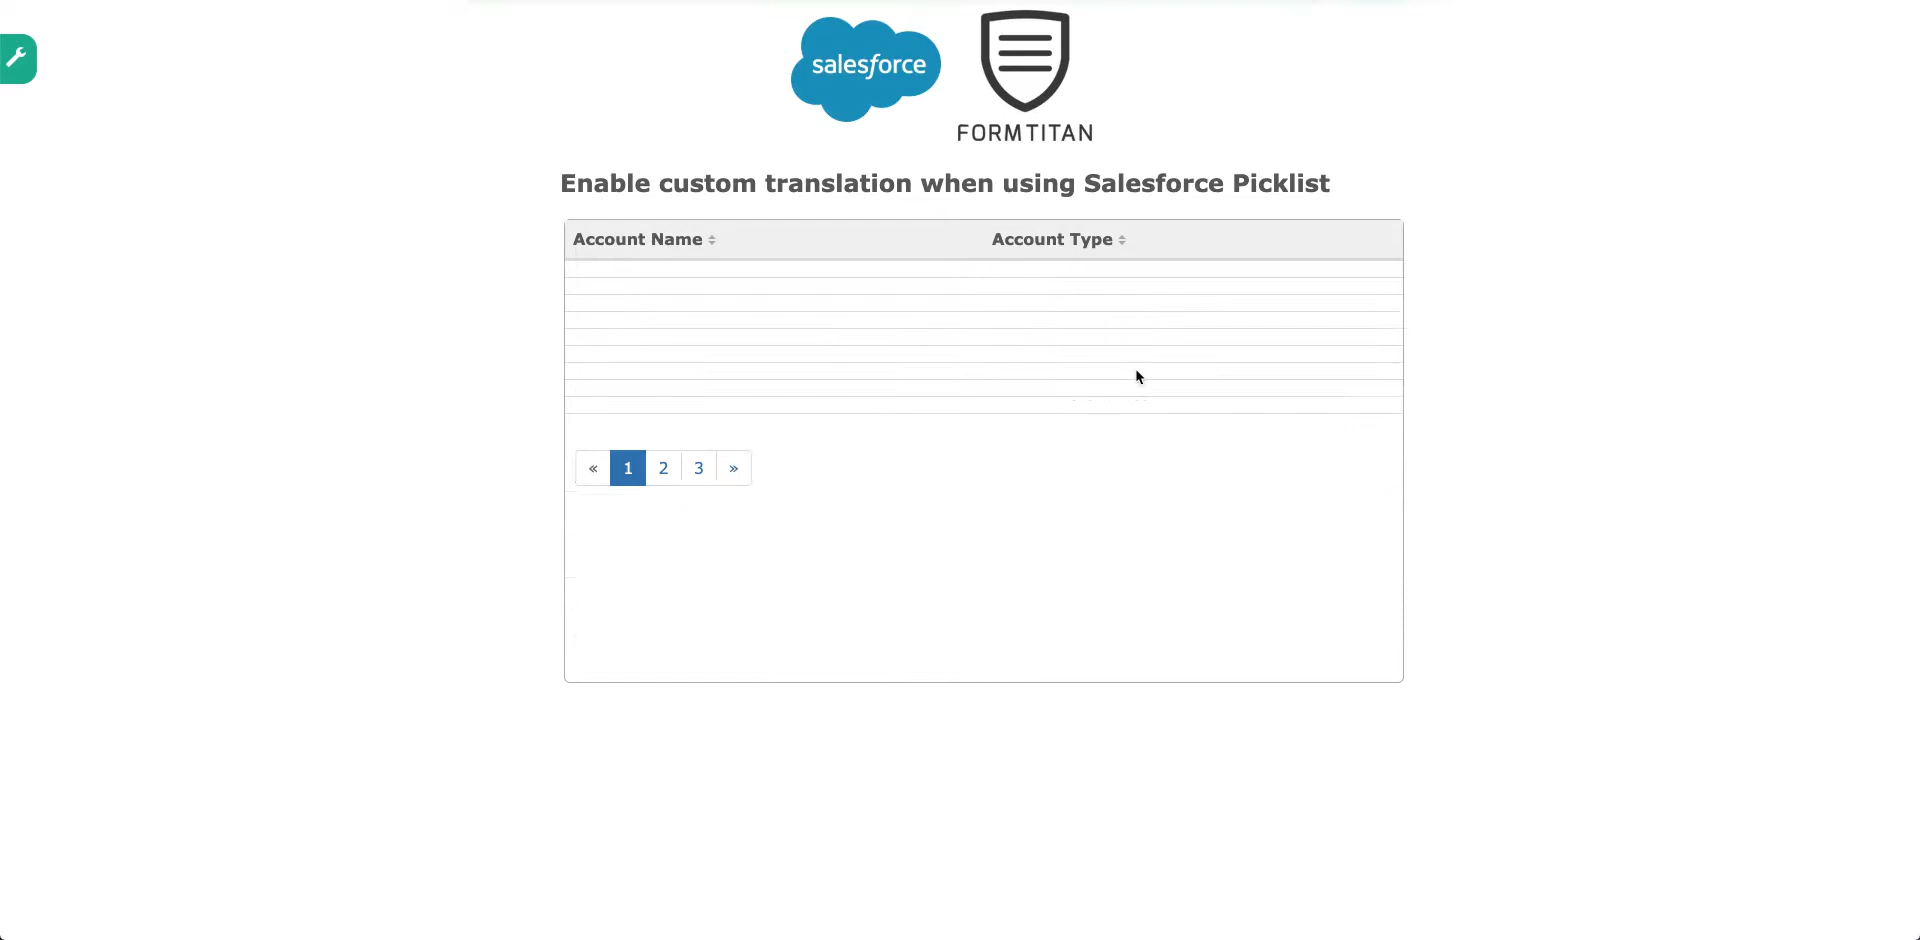 salesforce
FORMTITAN
Enable custom translation when using Salesforce Picklist
Account Name
Account Type
« 1 2 3 »